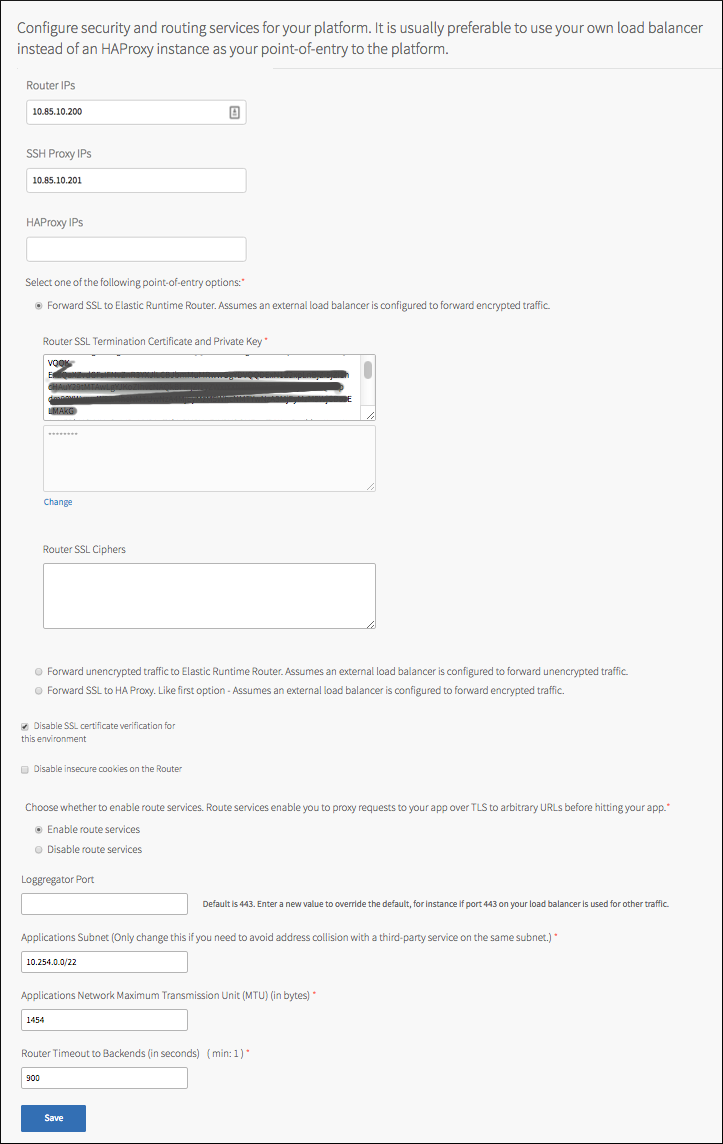 Configure security and routing services for your platform. It is usually preferable to use your own load balancer
instead of an HAProxy instance as your point-of-entry to the platform.
Router IPs
10.85.10.200
SSH Proxy IPs
10.85.10.201
HAProxy IPs
Select one of the following point-of-entry options:*
Forward SSL to Elastic Runtime Router. Assumes an external load balancer is configured to forward encrypted traffic.
Router SSL Termination Certificate and Private Key *
LMAkG
********
Change
Router SSL Ciphers
Forward unencrypted traffic to Elastic Runtime Router. Assumes an external load balancer is configured to forward unencrypted traffic.
Forward SSL to HA Proxy. Like first option - Assumes an external load balancer is configured to forward encrypted traffic.
Disable SSL certificate verification for
this environment
Disable insecure cookies on the Router
Choose whether to enable route services. Route services enable you to proxy requests to your app over TLS to arbitrary URLs before hitting your app.*
Enable route services
Disable route services
Loggregator Port
Default is 443. Enter a new value to override the default, for instance if port 443 on your load balancer is used for other traffic.
Applications Subnet (Only change this if you need to avoid address collision with a third-party service on the same subnet.) *
10.254.0.0/22
Applications Network Maximum Transmission Unit (MTU) (in bytes) *
1454
Router Timeout to Backends (in seconds) ( min: 1 ) *
900
Save